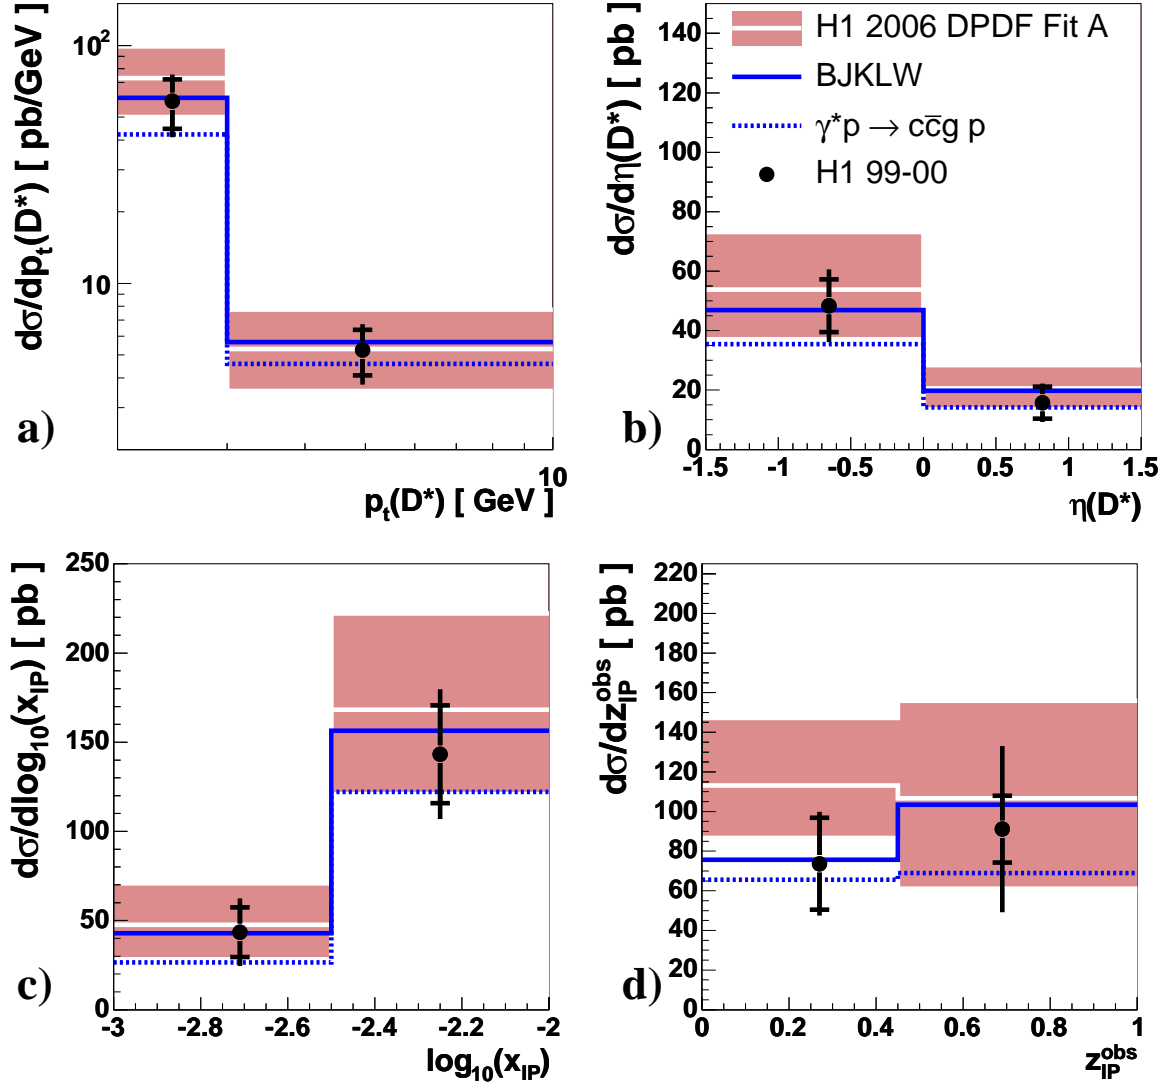 dσ/dp_t(D*) [ pb/GeV ]
10²
10
a)
10
p_t(D*) [ GeV ]
dσ/dη(D*) [ pb ]
140
120
100
80
60
40
20
0
H1 2006 DPDF Fit A
BJKLW
γ*p → cc̄g p
H1 99-00
b)
-1.5 -1 -0.5 0 0.5 1 1.5
η(D*)
dσ/dlog₁₀(x_IP) [ pb ]
250
200
150
100
50
0
c)
-3 -2.8 -2.6 -2.4 -2.2 -2
log₁₀(x_IP)
dσ/dz_IP^obs [ pb ]
220
200
180
160
140
120
100
80
60
40
20
0
d)
0 0.2 0.4 0.6 0.8 1
z_IP^obs